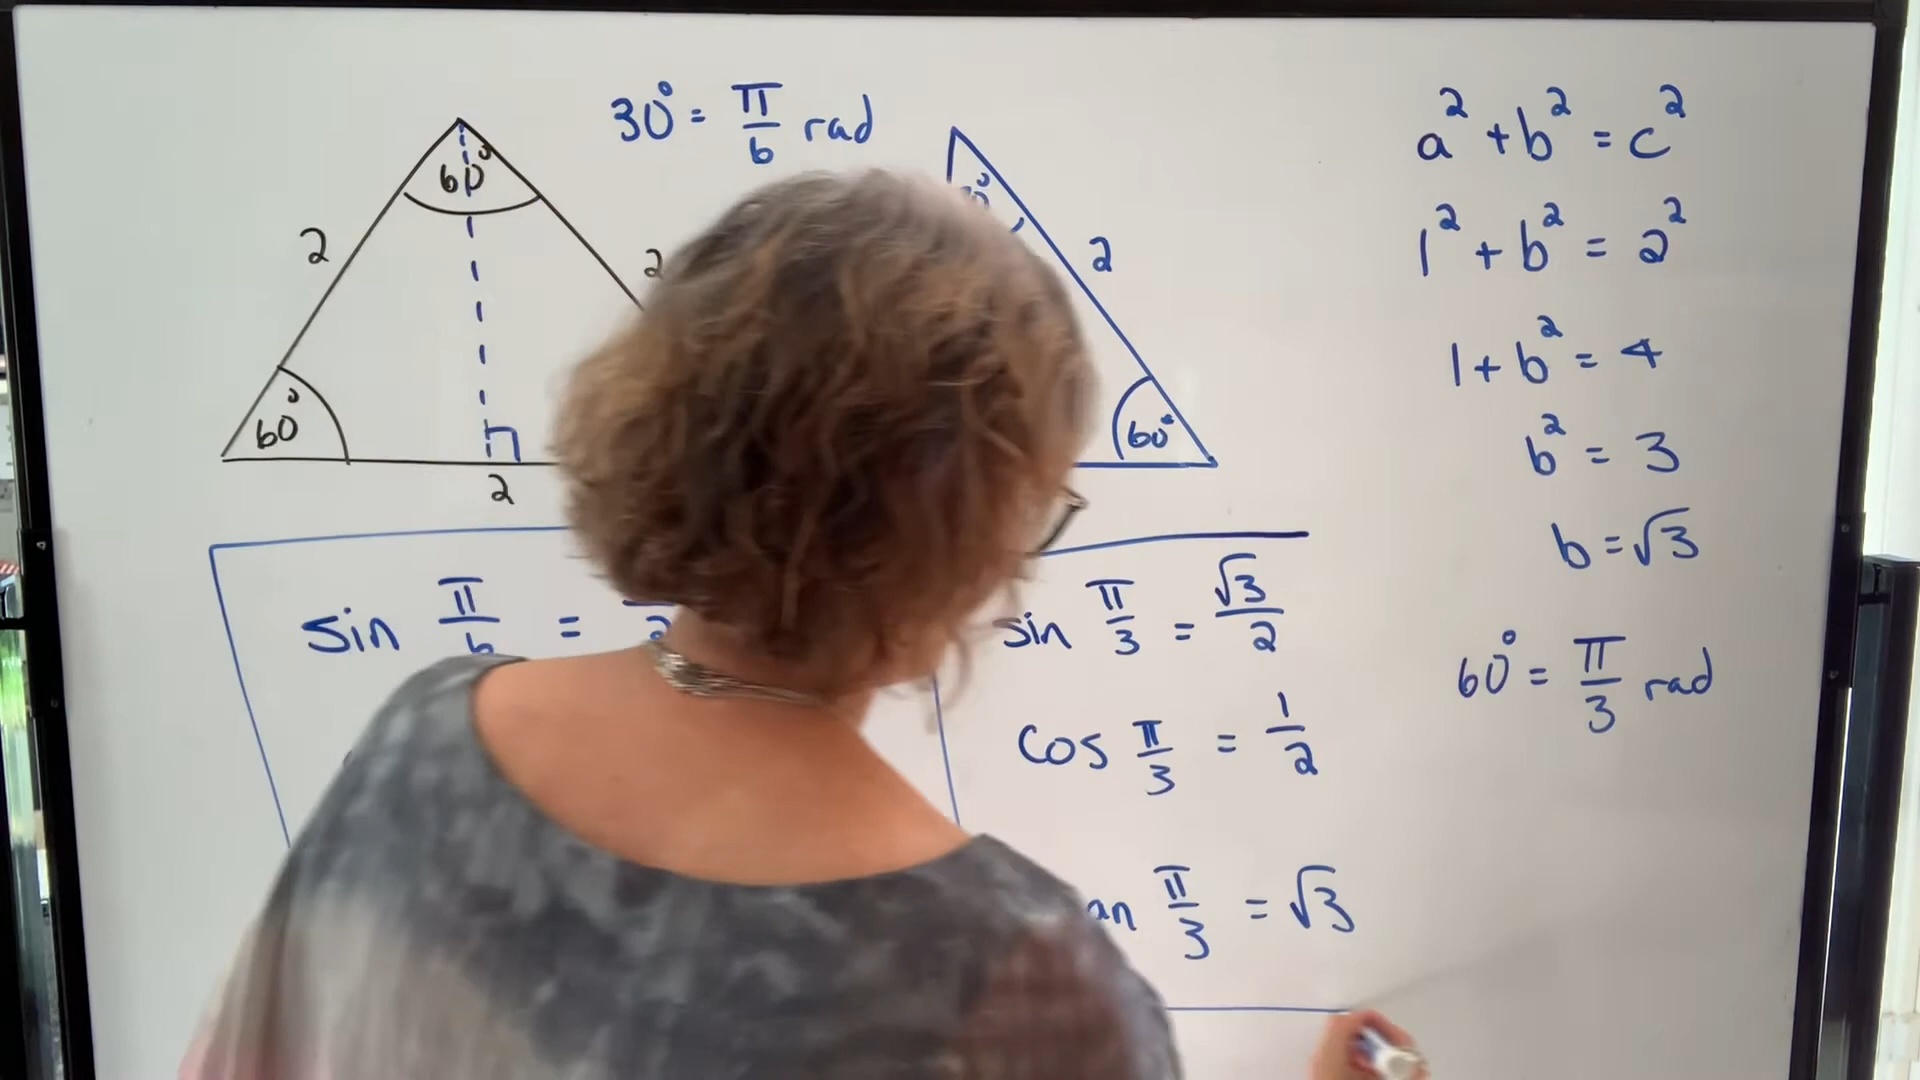 30° = π/6 rad
60°
2
2
60°
2
2
60°
a² + b² = c²
1² + b² = 2²
1 + b² = 4
b² = 3
b = √3
60° = π/3 rad
sin π/6 =
sin π/3 = √3/2
cos π/3 = 1/2
π/3 = √3